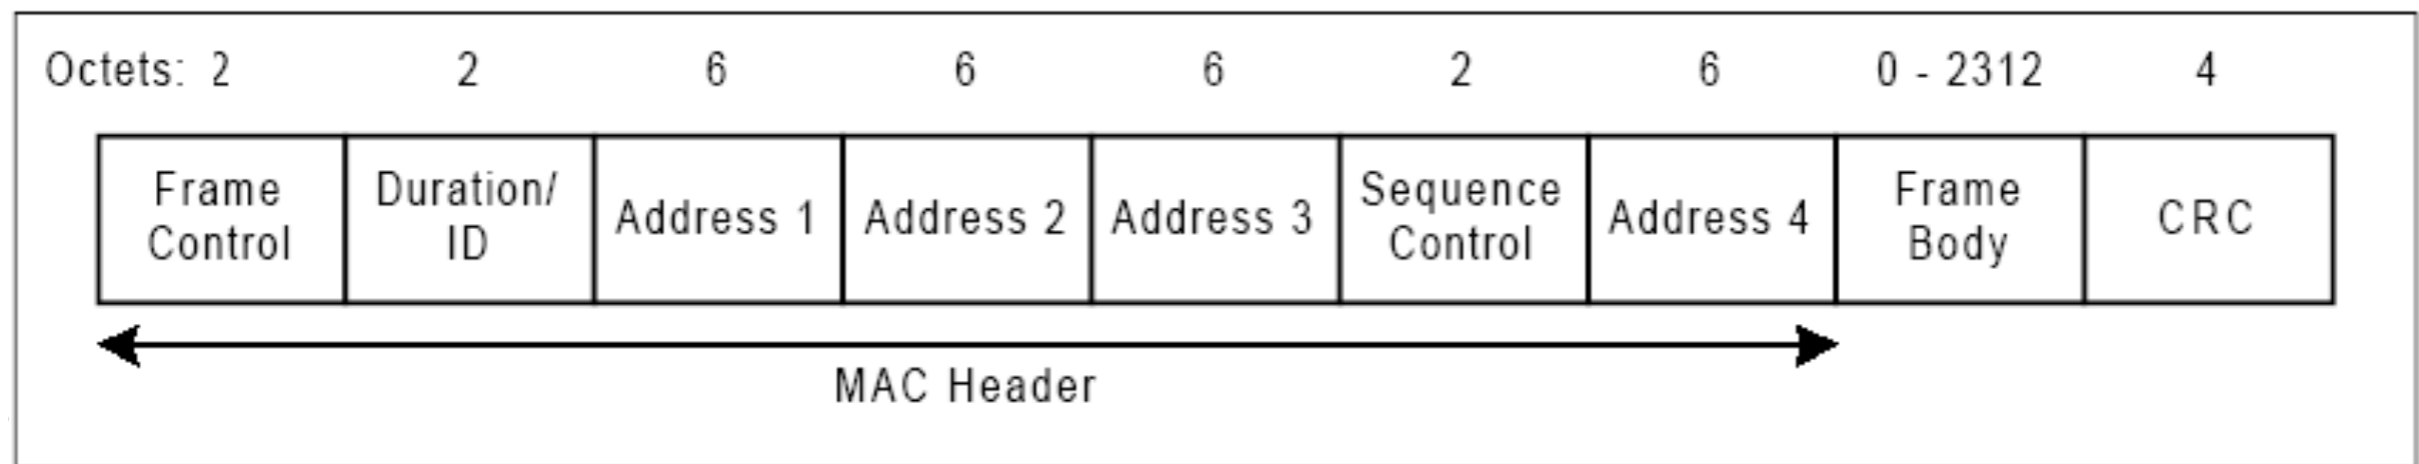 Octets: 2 2 6 6 6 2 6 0 - 2312 4
Frame
Control
Duration/
ID
Address 1
Address 2
Address 3
Sequence
Control
Address 4
Frame
Body
CRC
MAC Header